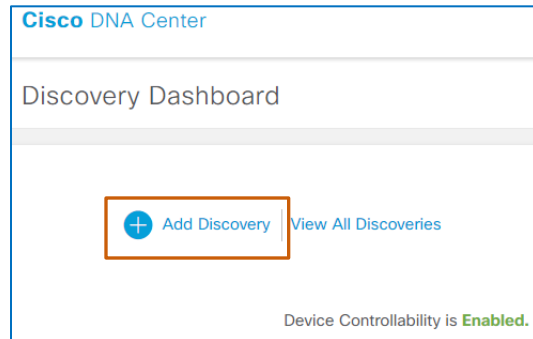 Cisco DNA Center
Discovery Dashboard
Add Discovery View All Discoveries
Device Controllability is Enabled.